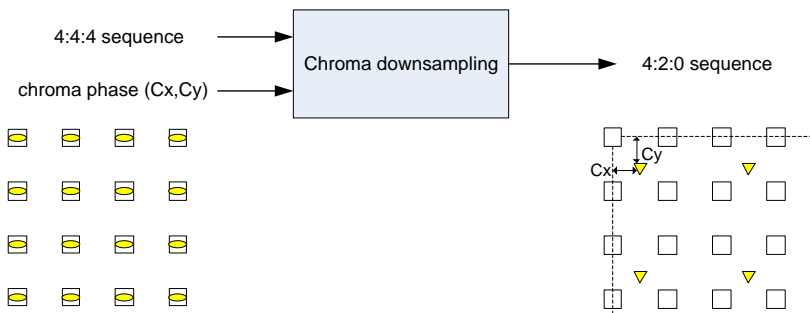 4:4:4 sequence
chroma phase (Cx,Cy)
Chroma downsampling
4:2:0 sequence
Cy
Cx